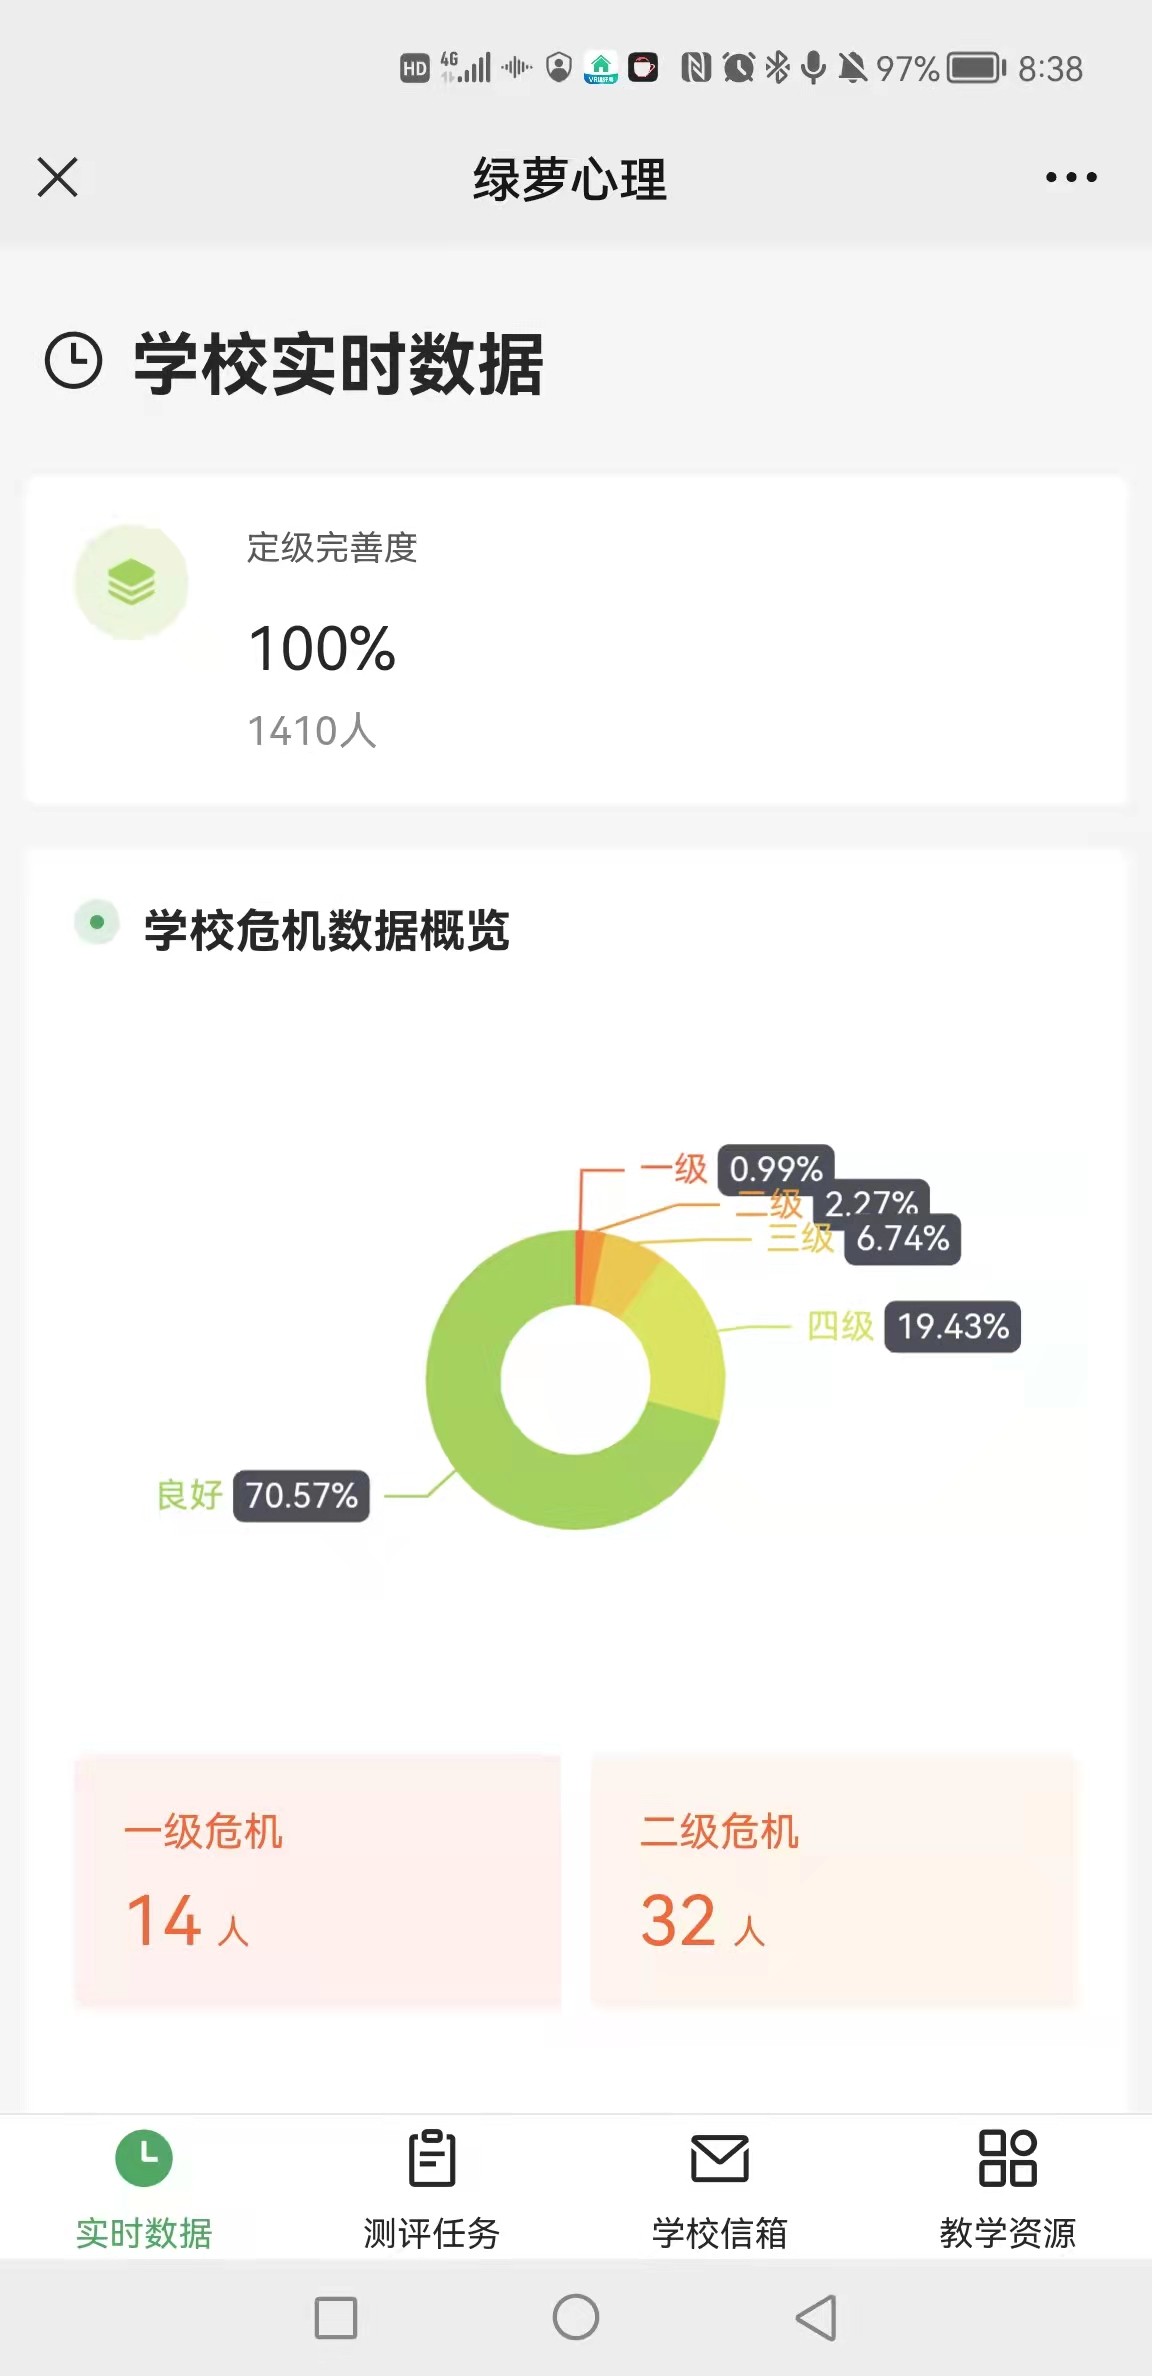 HD 4G 97% 8:38
绿萝心理
学校实时数据
定级完善度
100%
1410人
学校危机数据概览
一级 0.99%
二级 2.27%
三级 6.74%
四级 19.43%
良好 70.57%
一级危机 二级危机
14 人 32 人
实时数据 测评任务 学校信箱 教学资源